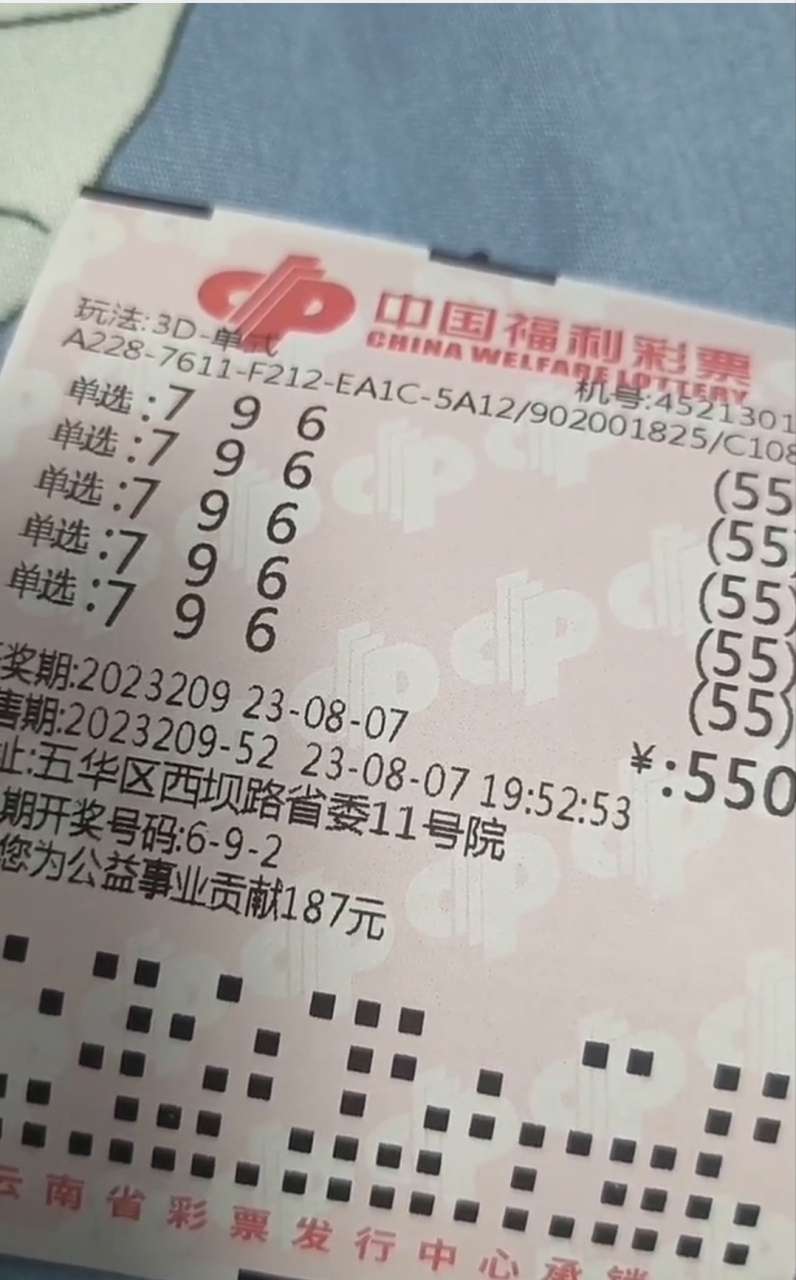 中国福利彩票
CHINA WELFARE LOTTERY
玩法:3D-单式 机号:4521301
A228-7611-F212-EA1C-5A12/902001825/C108
单选:7 9 6 (55
单选:7 9 6 (55)
单选:7 9 6 (55)
单选:7 9 6 (55)
单选:7 9 6 (55)
奖期:2023209 23-08-07
售期:2023209-52 23-08-07 19:52:53 ¥:550
址:五华区西坝路省委11号院
期开奖号码:6-9-2
您为公益事业贡献187元
云南省彩票发行中心承销